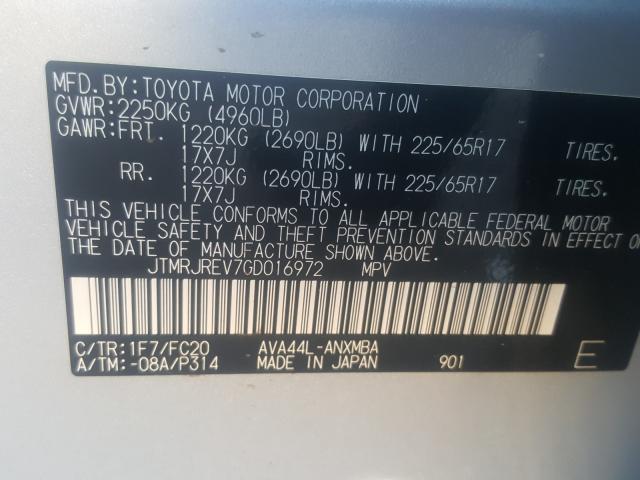 MFD.BY:TOYOTA MOTOR CORPORATION
GVWR:2250KG (4960LB)
GAWR:FRT. 1220KG (2690LB) WITH 225/65R17 TIRES.
17X7J RIMS.
RR. 1220KG (2690LB) WITH 225/65R17 TIRES.
17X7J RIMS.
THIS VEHICLE CONFORMS TO ALL APPLICABLE FEDERAL MOTOR
VEHICLE SAFETY AND THEFT PREVENTION STANDARDS IN EFFECT
THE DATE OF MANUFACTURE SHOWN ABOVE.
JTMRJREV7GD016972 MPV
C/TR:1F7/FC20 AVA44L-ANXMBA
A/TM:-08A/P314 MADE IN JAPAN 901 E